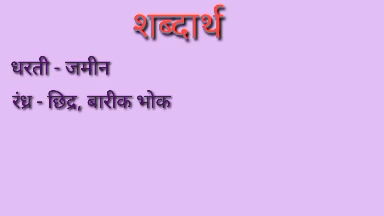 शब्दार्थ
धरती - जमीन
रंध्र - छिद्र, बारीक भोक